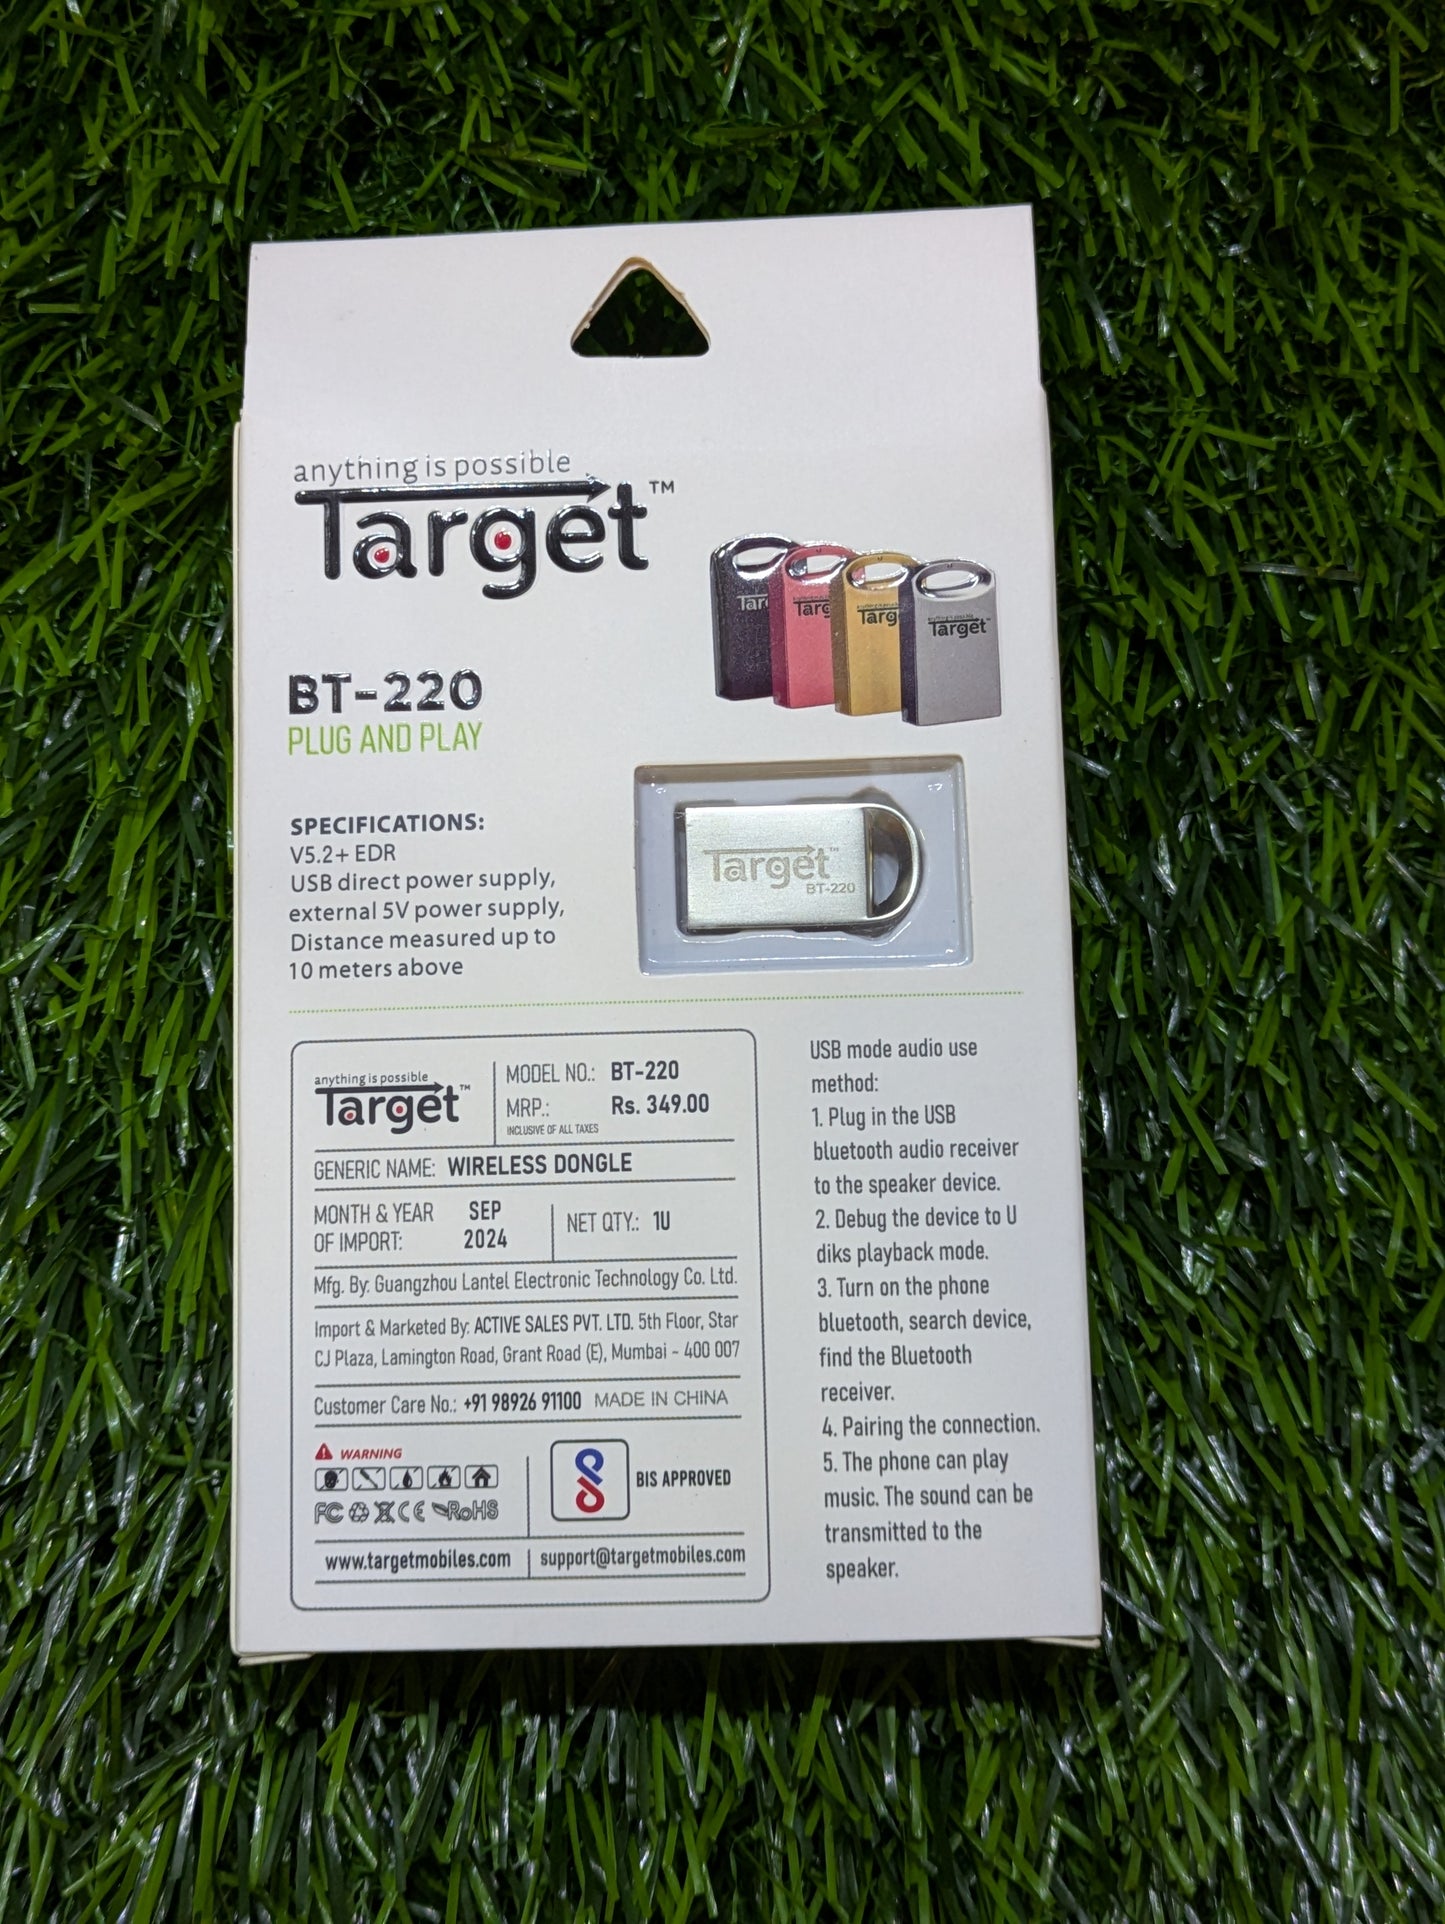 anything is possible
Target™
BT-220
PLUG AND PLAY
Tar
Targ
Targ
anything is possible
Target
Target™
BT-220
SPECIFICATIONS:
V5.2+ EDR
USB direct power supply,
external 5V power supply,
Distance measured up to
10 meters above
anything is possible
Target™
MODEL NO.: BT-220
MRP.: Rs. 349.00
INCLUSIVE OF ALL TAXES
GENERIC NAME: WIRELESS DONGLE
MONTH & YEAR SEP
OF IMPORT: 2024
NET QTY.: 1U
Mfg. By: Guangzhou Lantel Electronic Technology Co. Ltd.
Import & Marketed By: ACTIVE SALES PVT. LTD. 5th Floor, Star
CJ Plaza, Lamington Road, Grant Road (E), Mumbai - 400 007
Customer Care No.: +91 98926 91100 MADE IN CHINA
WARNING
FC CE RoHS
BIS APPROVED
www.targetmobiles.com
support@targetmobiles.com
USB mode audio use
method:
1. Plug in the USB
bluetooth audio receiver
to the speaker device.
2. Debug the device to U
diks playback mode.
3. Turn on the phone
bluetooth, search device,
find the Bluetooth
receiver.
4. Pairing the connection.
5. The phone can play
music. The sound can be
transmitted to the
speaker.